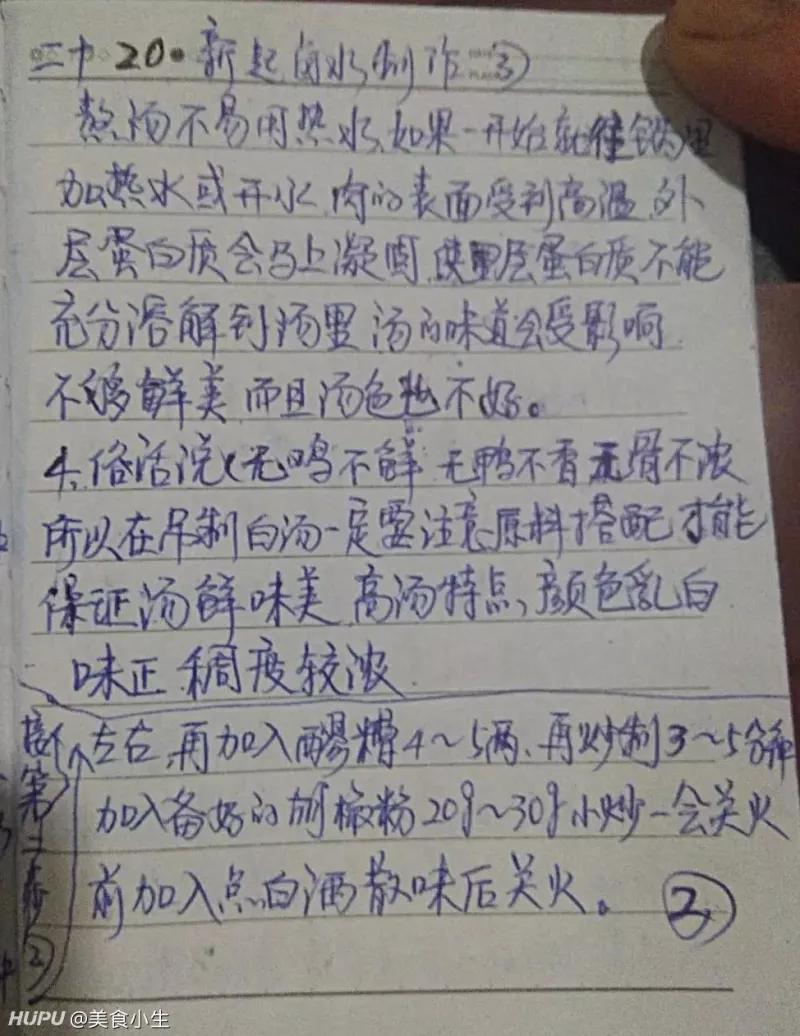 二十 20. 新起卤水制作 ③
熬汤不易用热水、如果一开始就往锅里
加热水或开水、肉的表面受到高温、外
层蛋白质会马上凝固、使里层蛋白质不能
充分溶解到汤里 汤的味道会受影响
不够鲜美 而且汤色也不好。
4、俗话说（无鸡不鲜 无鸭不香 无骨不浓
所以在吊制白汤一定要注意原料搭配 才能
保证汤鲜味美 高汤特点、颜色乳白
味正 稠度较浓
接下第二卷②
左右、再加入醪糟4～5两、再炒制3～5分钟
加入备好的胡椒粉20g～30g小炒一会关火
前加入点白酒散味后关火。 ②
HUPU @美食小生